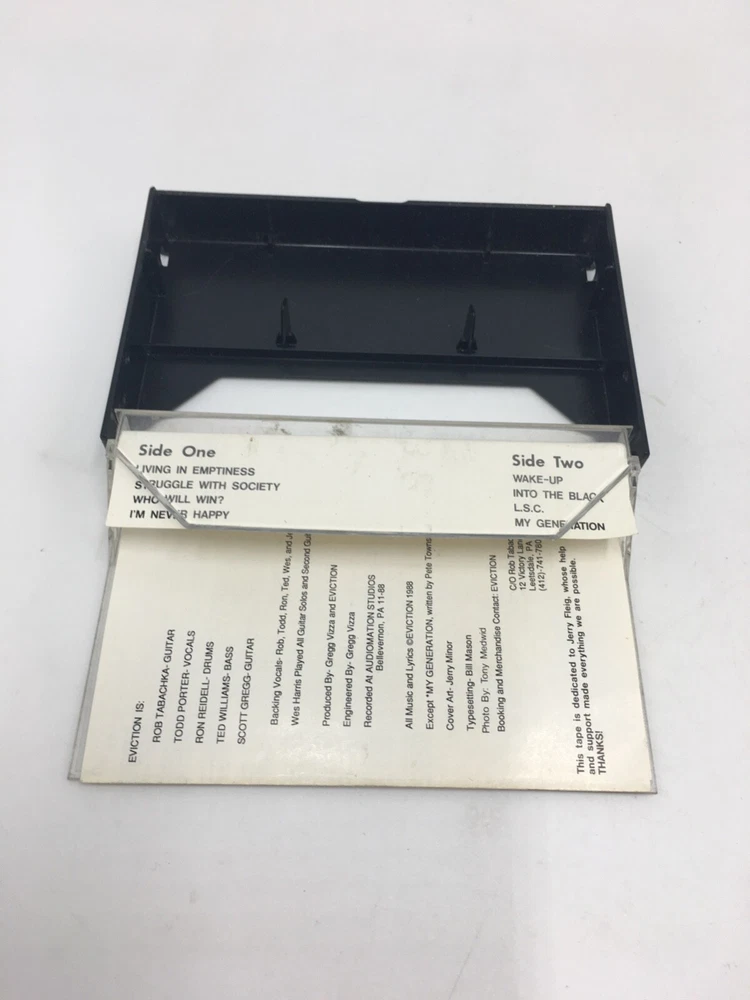 Side One
LIVING IN EMPTINESS
STRUGGLE WITH SOCIETY
WHO WILL WIN?
I'M NEVER HAPPY
Side Two
WAKE-UP
INTO THE BLACK
L.S.C.
MY GENERATION
EVICTION IS:
ROB TABACHKA- GUITAR
TODD PORTER- VOCALS
RON REIDELL- DRUMS
TED WILLIAMS- BASS
SCOTT GREGG- GUITAR
Backing Vocals- Rob, Todd, Ron, Ted, Wes, and
Wes Harris Played All Guitar Solos and Second
Produced By- Gregg Vizza and EVICTION
Engineered By- Gregg Vizza
Recorded At AUDIOMATION STUDIOS
Bellevernon, PA 11-88
All Music and Lyrics ©EVICTION 1988
Except *MY GENERATION, written by Pete Towns
Cover Art- Jerry Minor
Typesetting- Bill Mason
Photo By: Tony Medwid
Booking and Merchandise Contact: EVICTION
C/O Rob Tabac
12 Victory Lan
Leetsdale, PA
(412)-741-760
This tape is dedicated to Jerry Fleig, whose help
and support made everything we are possible.
THANKS!